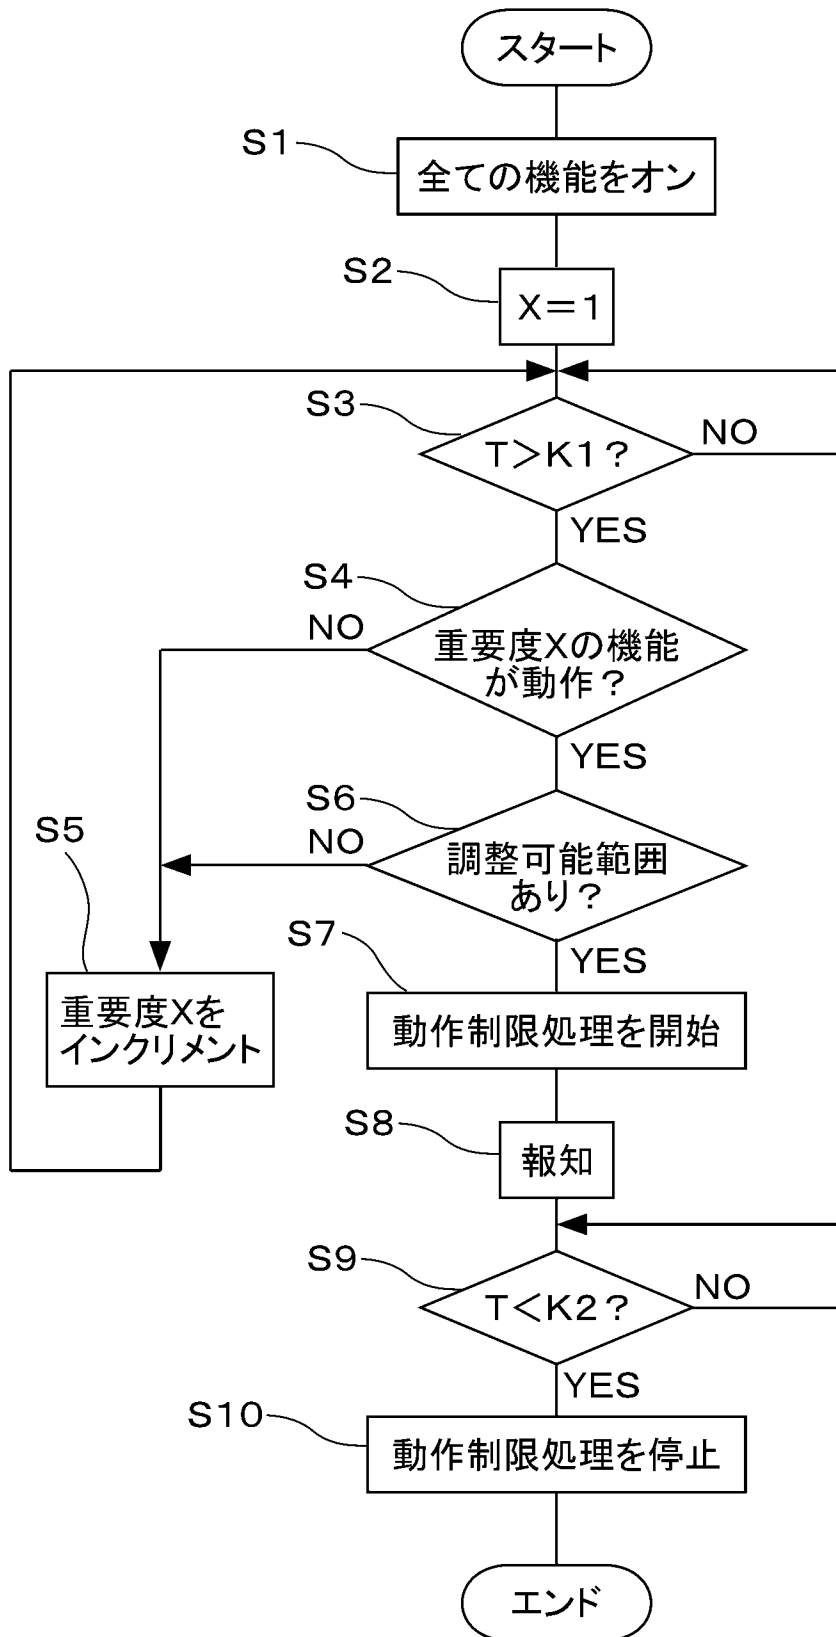 スタート
S1
全ての機能をオン
S2
X=1
S3
T>K1?
NO
YES
S4
NO
重要度Xの機能
が動作?
YES
S6
NO
調整可能範囲
あり?
S5
YES
重要度Xを
インクリメント
S7
動作制限処理を開始
S8
報知
S9
T<K2?
NO
YES
S10
動作制限処理を停止
エンド